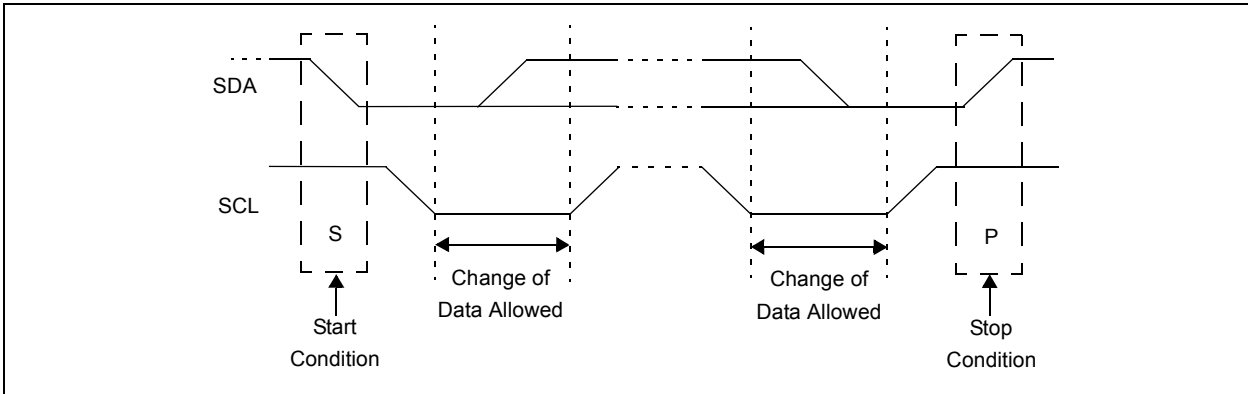 SDA
SCL
S
P
Change of
Data Allowed
Change of
Data Allowed
Start
Condition
Stop
Condition